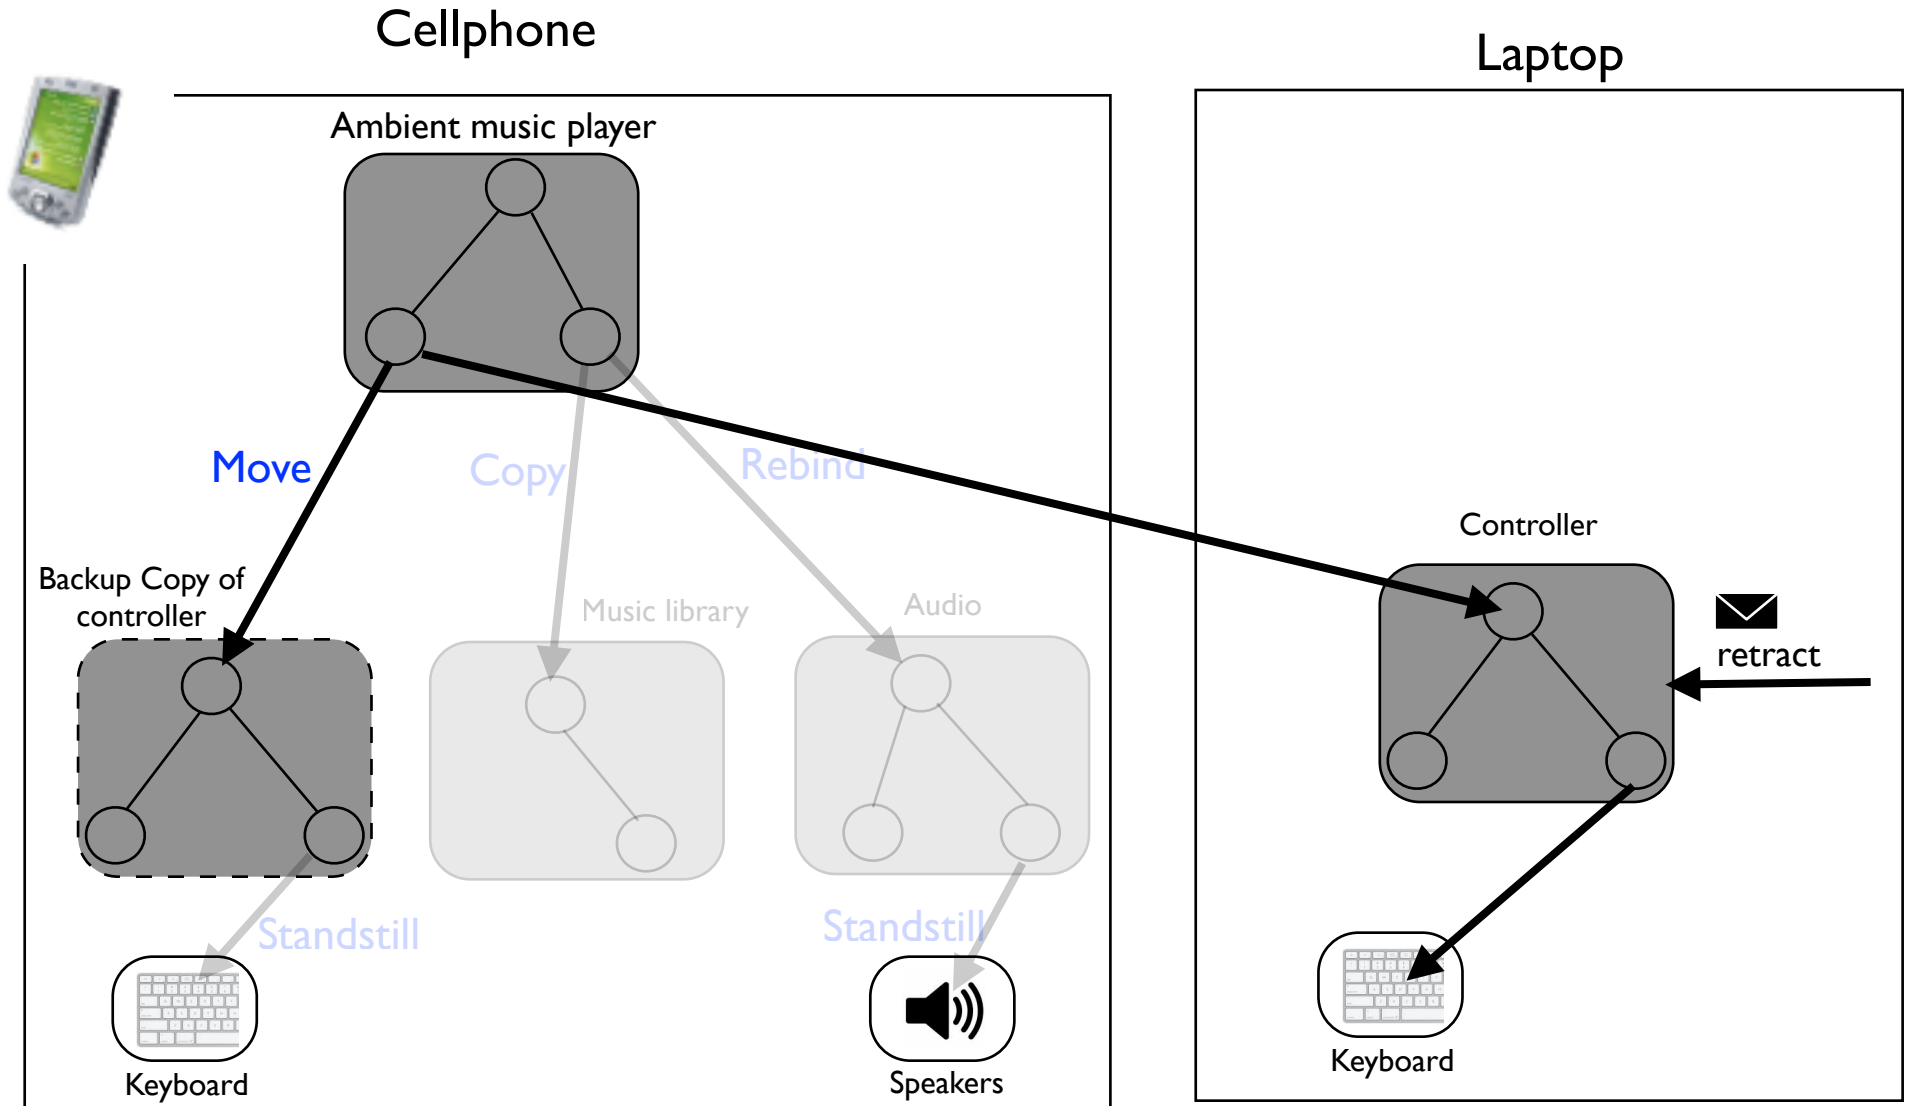 Cellphone
Laptop
Ambient music player
Move
Copy
Rebind
Controller
Backup Copy of
controller
Music library
Audio
retract
Standstill
Standstill
Keyboard
Speakers
Keyboard